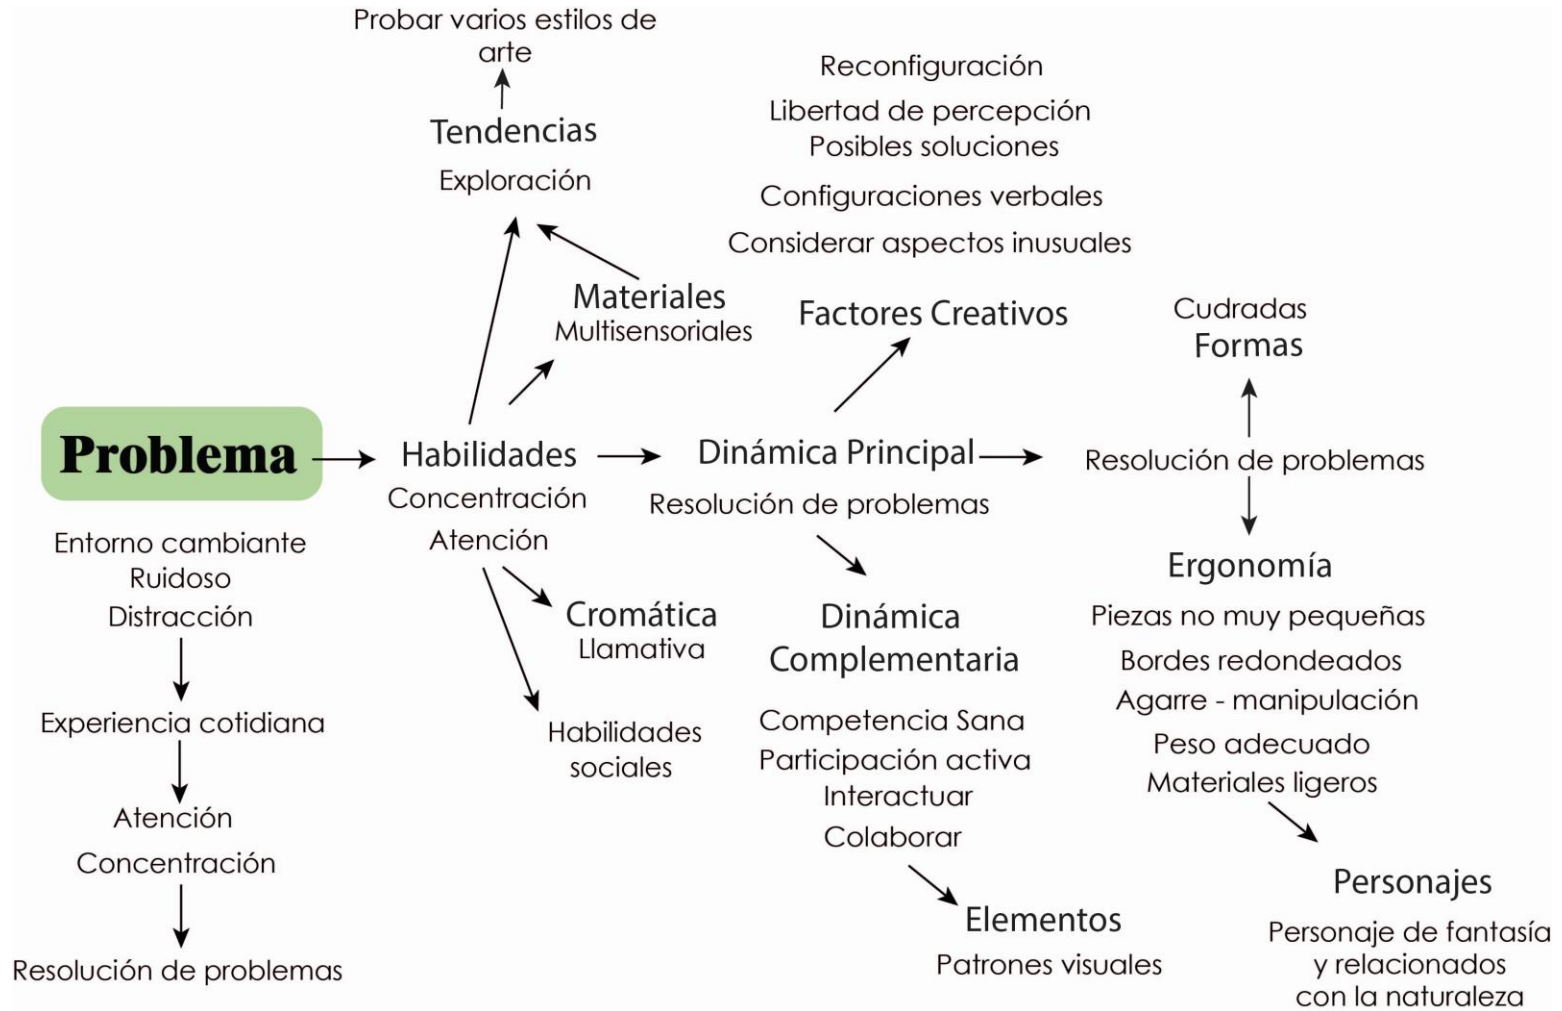 Probar varios estilos de
arte
Tendencias
Exploración
Materiales
Multisensoriales
Reconfiguración
Libertad de percepción
Posibles soluciones
Configuraciones verbales
Considerar aspectos inusuales
Factores Creativos
Cudradas
Formas
Problema
Entorno cambiante
Ruidoso
Distracción
Experiencia cotidiana
Atención
Concentración
Resolución de problemas
Habilidades
Concentración
Atención
Cromática
Llamativa
Habilidades
sociales
Dinámica Principal
Resolución de problemas
Dinámica
Complementaria
Competencia Sana
Participación activa
Interactuar
Colaborar
Elementos
Patrones visuales
Resolución de problemas
Ergonomía
Piezas no muy pequeñas
Bordes redondeados
Agarre - manipulación
Peso adecuado
Materiales ligeros
Personajes
Personaje de fantasía
y relacionados
con la naturaleza